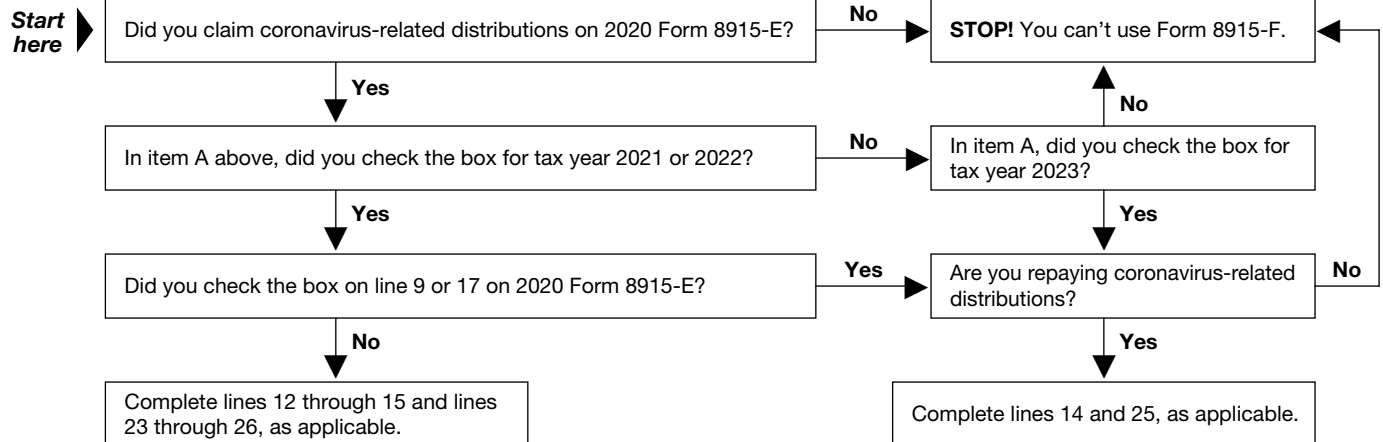 Start
here
Did you claim coronavirus-related distributions on 2020 Form 8915-E?
No
STOP! You can’t use Form 8915-F.
Yes
No
In item A above, did you check the box for tax year 2021 or 2022?
No
In item A, did you check the box for
tax year 2023?
Yes
Yes
Did you check the box on line 9 or 17 on 2020 Form 8915-E?
Yes
Are you repaying coronavirus-related
distributions?
No
No
Yes
Complete lines 12 through 15 and lines
23 through 26, as applicable.
Complete lines 14 and 25, as applicable.